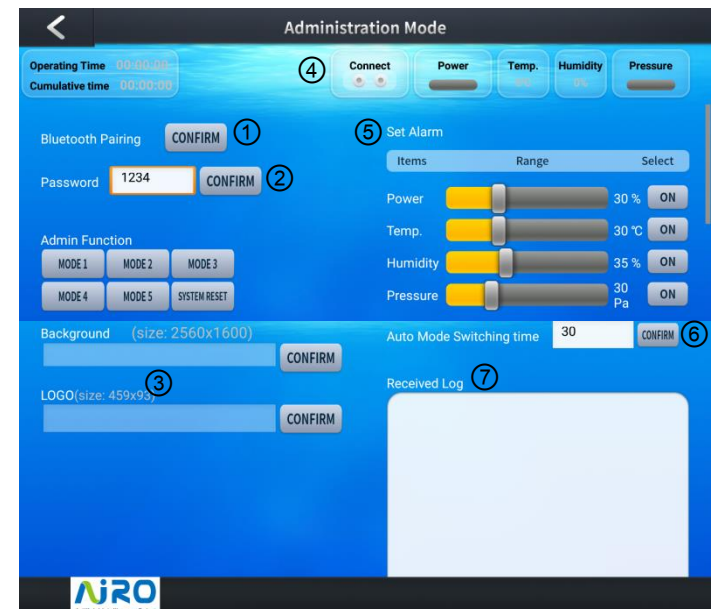 Administration Mode
Operating Time 00:00:00
Cumulative time 00:00:00
④ Connect Power Temp. Humidity Pressure
0%
Bluetooth Pairing CONFIRM ①
Password 1234 CONFIRM ②
Admin Function
MODE 1 MODE 2 MODE 3
MODE 4 MODE 5 SYSTEM RESET
⑤ Set Alarm
Items Range Select
Power 30 % ON
Temp. 30 ℃ ON
Humidity 35 % ON
Pressure 30 Pa ON
Background (size: 2560x1600)
CONFIRM
③
LOGO(size: 459x93)
CONFIRM
Auto Mode Switching time 30 CONFIRM ⑥
Received Log ⑦
AiRO